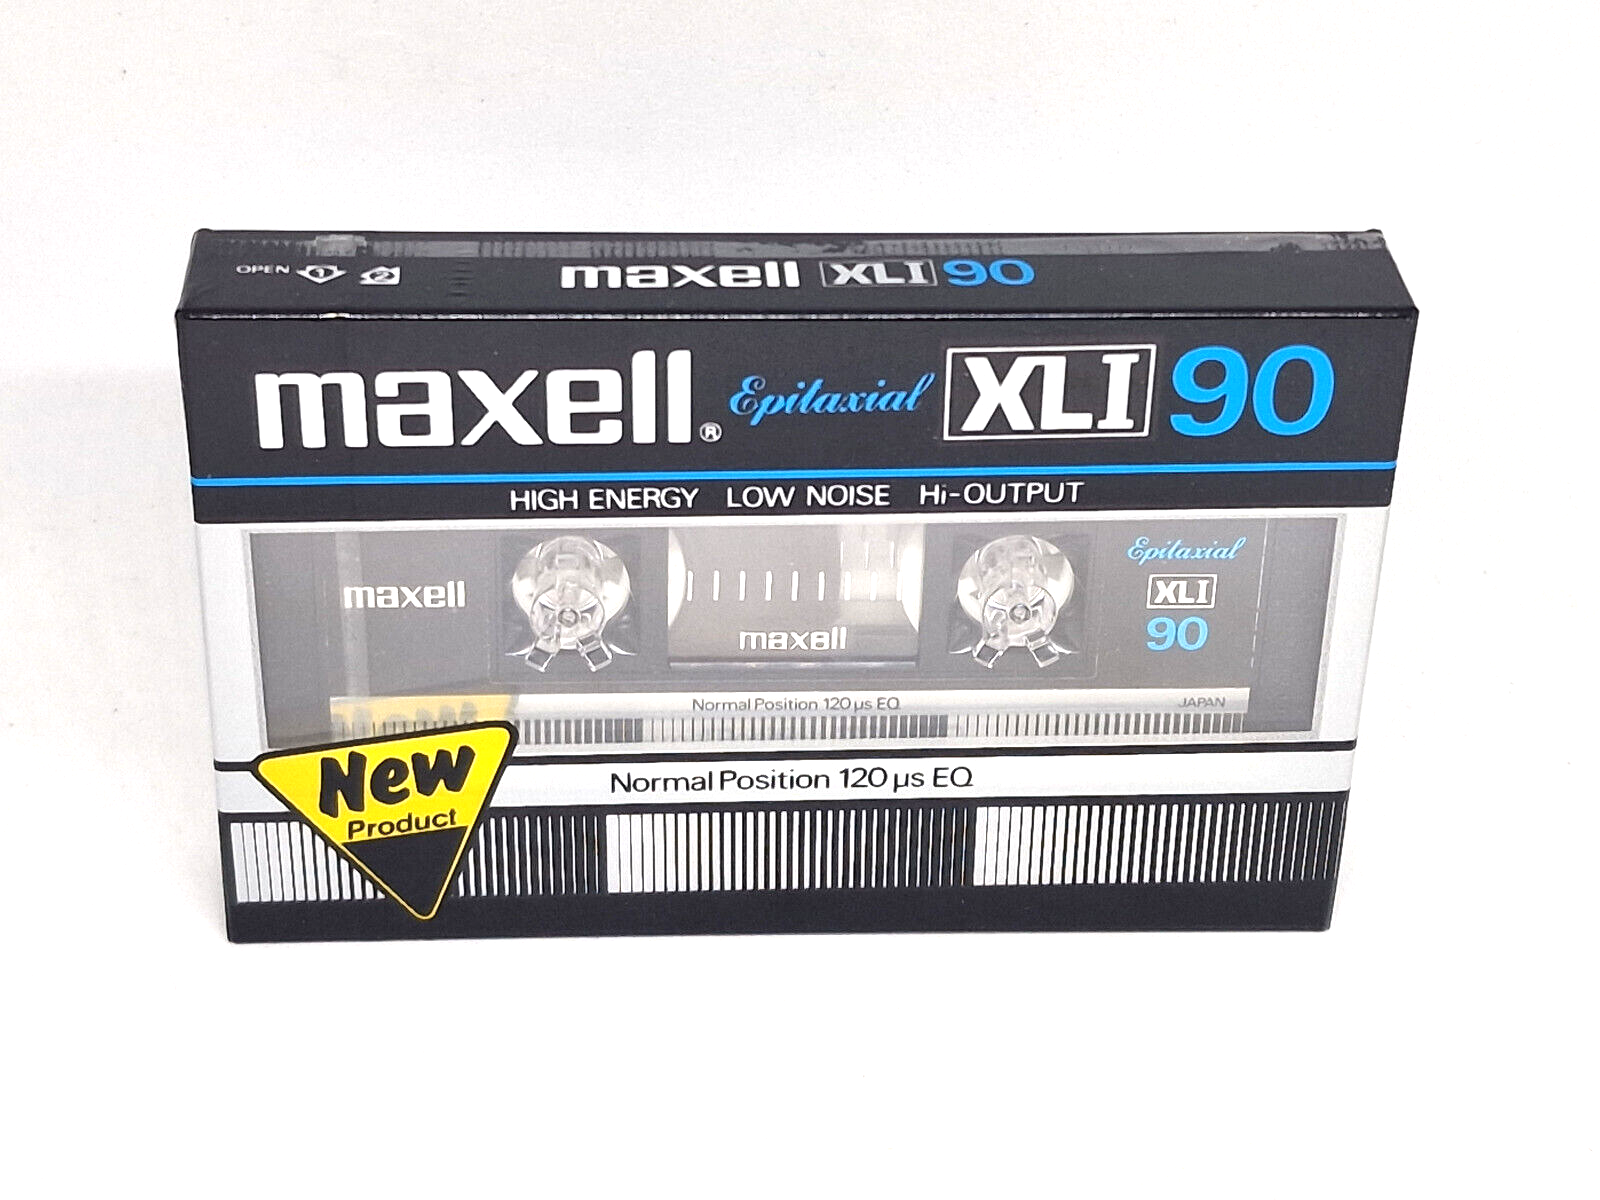 OPEN 1 2 maxell XLI 90
maxell® Epitaxial XLI 90
HIGH ENERGY LOW NOISE Hi-OUTPUT
Epitaxial
maxell XLI
90
maxell
Normal Position 120 µs EQ JAPAN
New
Product
Normal Position 120 µs EQ